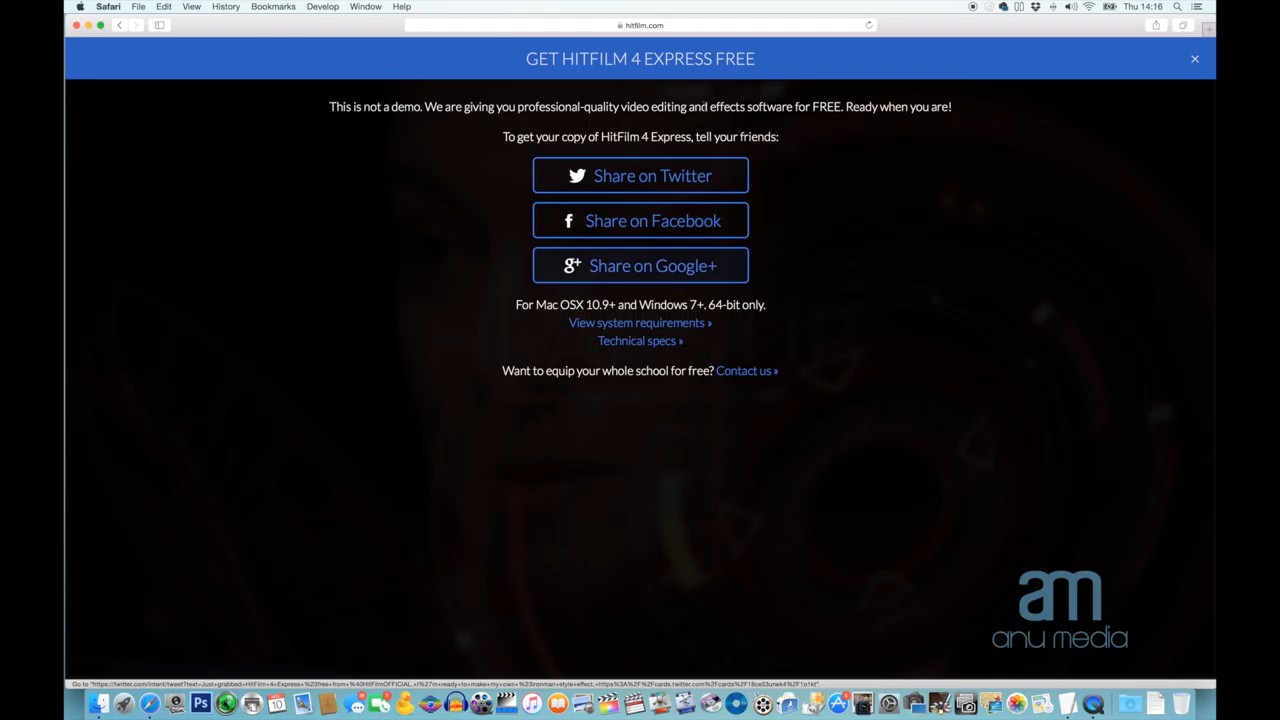 Safari File Edit View History Bookmarks Develop Window Help Thu 14:16
hitfilm.com
GET HITFILM 4 EXPRESS FREE
This is not a demo. We are giving you professional-quality video editing and effects software for FREE. Ready when you are!
To get your copy of HitFilm 4 Express, tell your friends:
Share on Twitter
Share on Facebook
Share on Google+
For Mac OSX 10.9+ and Windows 7+. 64-bit only.
View system requirements »
Technical specs »
Want to equip your whole school for free? Contact us »
am
anu media
Ps